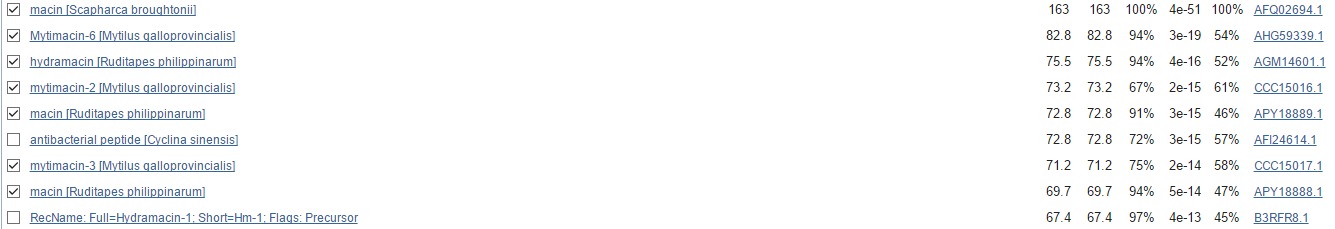 macin [Scapharca broughtonii] 163 163 100% 4e-51 100% AFQ02694.1
Mytimacin-6 [Mytilus galloprovincialis] 82.8 82.8 94% 3e-19 54% AHG59339.1
hydramacin [Ruditapes philippinarum] 75.5 75.5 94% 4e-16 52% AGM14601.1
mytimacin-2 [Mytilus galloprovincialis] 73.2 73.2 67% 2e-15 61% CCC15016.1
macin [Ruditapes philippinarum] 72.8 72.8 91% 3e-15 46% APY18889.1
antibacterial peptide [Cyclina sinensis] 72.8 72.8 72% 3e-15 57% AFI24614.1
mytimacin-3 [Mytilus galloprovincialis] 71.2 71.2 75% 2e-14 58% CCC15017.1
macin [Ruditapes philippinarum] 69.7 69.7 94% 5e-14 47% APY18888.1
RecName: Full=Hydramacin-1; Short=Hm-1; Flags: Precursor 67.4 67.4 97% 4e-13 45% B3RFR8.1